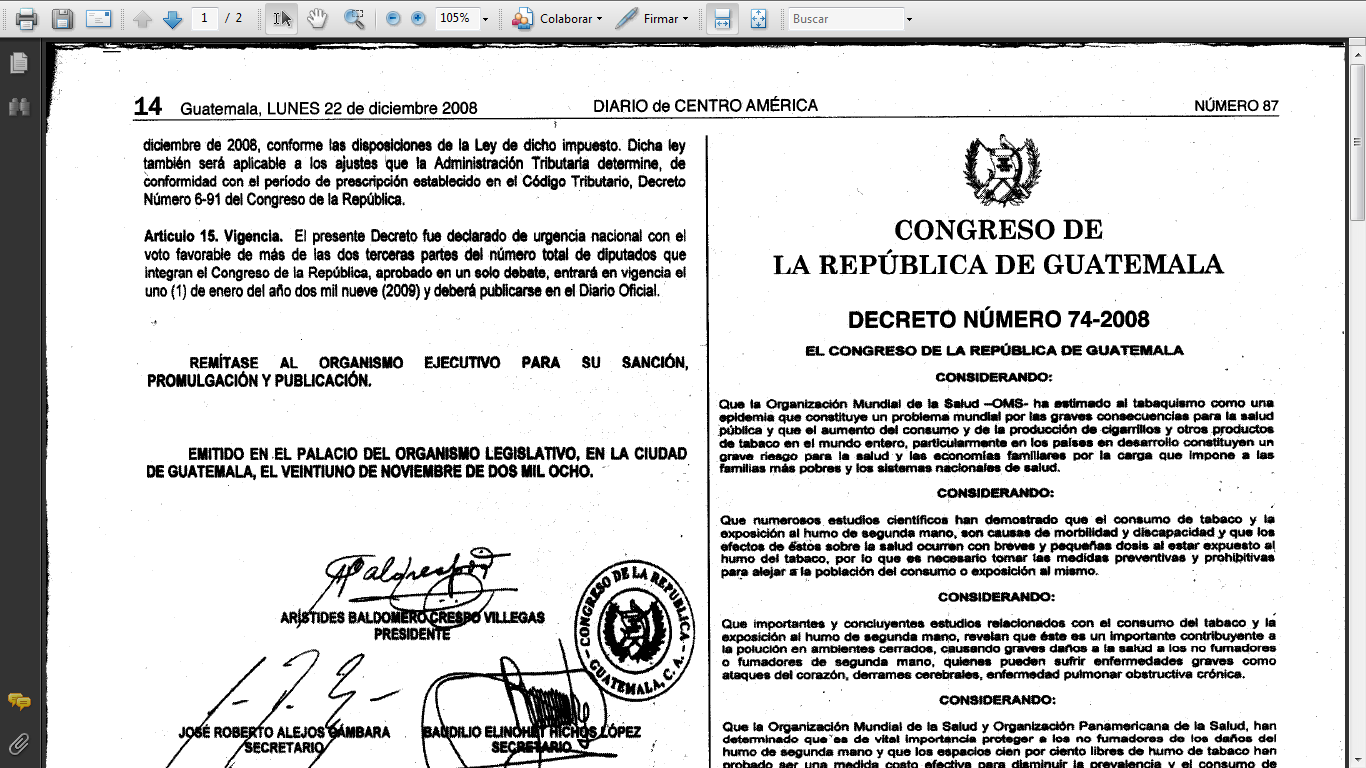 1 / 2
105%
Colaborar
Firmar
Buscar
14 Guatemala, LUNES 22 de diciembre 2008 DIARIO de CENTRO AMÉRICA NÚMERO 87
diciembre de 2008, conforme las disposiciones de la Ley de dicho impuesto. Dicha ley
también será aplicable a los ajustes que la Administración Tributaria determine, de
conformidad con el período de prescripción establecido en el Código Tributario, Decreto
Número 6-91 del Congreso de la República.
Articulo 15. Vigencia. El presente Decreto fue declarado de urgencia nacional con el
voto favorable de más de las dos terceras partes del número total de diputados que
integran el Congreso de la República, aprobado en un solo debate, entrará en vigencia el
uno (1) de enero del año dos mil nueve (2009) y deberá publicarse en el Diario Oficial.
REMÍTASE AL ORGANISMO EJECUTIVO PARA SU SANCIÓN,
PROMULGACIÓN Y PUBLICACIÓN.
EMITIDO EN EL PALACIO DEL ORGANISMO LEGISLATIVO, EN LA CIUDAD
DE GUATEMALA, EL VEINTIUNO DE NOVIEMBRE DE DOS MIL OCHO.
ARÍSTIDES BALDOMERO CRESPO VILLEGAS
PRESIDENTE
CONGRESO DE LA REPUBLICA
GUATEMALA, C. A.
JOSÉ ROBERTO ALEJOS CÁMBARA
SECRETARIO
BAUDILIO ELINOHET HICHOS LÓPEZ
SECRETARIO
CONGRESO DE
LA REPÚBLICA DE GUATEMALA
DECRETO NÚMERO 74-2008
EL CONGRESO DE LA REPÚBLICA DE GUATEMALA
CONSIDERANDO:
Que la Organización Mundial de la Salud –OMS- ha estimado al tabaquismo como una
epidemia que constituye un problema mundial por las graves consecuencias para la salud
pública y que el aumento del consumo y de la producción de cigarrillos y otros productos
de tabaco en el mundo entero, particularmente en los países en desarrollo constituyen un
grave riesgo para la salud y las economías familiares por la carga que impone a las
familias más pobres y los sistemas nacionales de salud.
CONSIDERANDO:
Que numerosos estudios científicos han demostrado que el consumo de tabaco y la
exposición al humo de segunda mano, son causas de morbilidad y discapacidad y que los
efectos de éstos sobre la salud ocurren con breves y pequeñas dosis al estar expuesto al
humo del tabaco, por lo que es necesario tomar las medidas preventivas y prohibitivas
para alejar a la población del consumo o exposición al mismo.
CONSIDERANDO:
Que importantes y concluyentes estudios relacionados con el consumo del tabaco y la
exposición al humo de segunda mano, revelan que éste es un importante contribuyente a
la polución en ambientes cerrados, causando graves daños a la salud a los no fumadores
o fumadores de segunda mano, quienes pueden sufrir enfermedades graves como
ataques del corazón, derrames cerebrales, enfermedad pulmonar obstructiva crónica.
CONSIDERANDO:
Que la Organización Mundial de la Salud y Organización Panamericana de la Salud, han
determinado que es de vital importancia proteger a los no fumadores de los daños del
humo de segunda mano y que los espacios cien por ciento libres de humo de tabaco han
probado ser una medida costo efectiva para disminuir la prevalencia y el consumo de